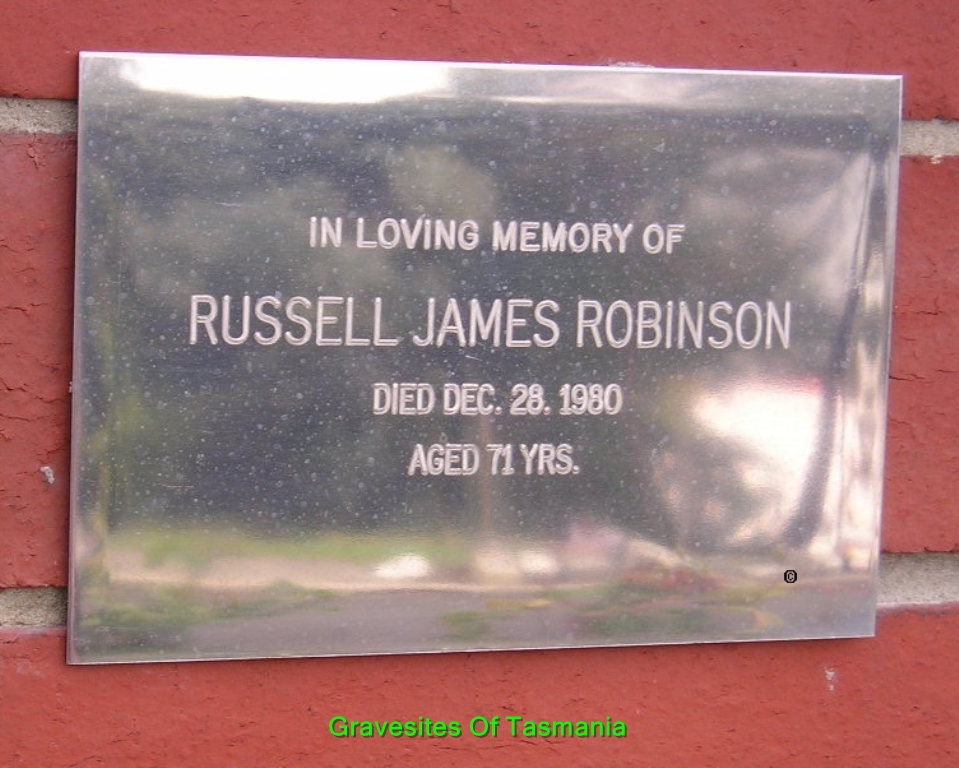 IN LOVING MEMORY OF
RUSSELL JAMES ROBINSON
DIED DEC. 28. 1980
AGED 71 YRS.
©
Gravesites Of Tasmania